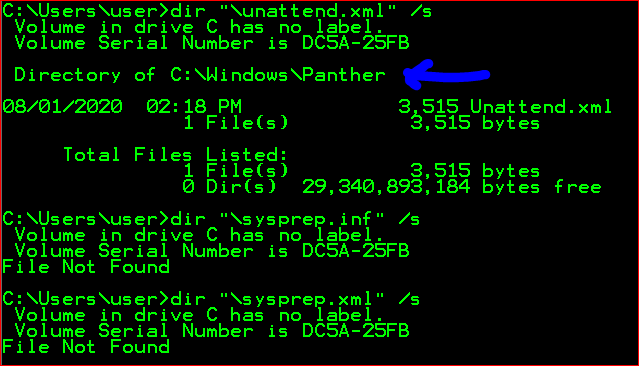 C:\Users\user>dir "\unattend.xml" /s
 Volume in drive C has no label.
 Volume Serial Number is DC5A-25FB
 Directory of C:\Windows\Panther
08/01/2020  02:18 PM             3,515 Unattend.xml
               1 File(s)          3,515 bytes
     Total Files Listed:
               1 File(s)          3,515 bytes
               0 Dir(s)  29,340,893,184 bytes free
C:\Users\user>dir "\sysprep.inf" /s
 Volume in drive C has no label.
 Volume Serial Number is DC5A-25FB
File Not Found
C:\Users\user>dir "\sysprep.xml" /s
 Volume in drive C has no label.
 Volume Serial Number is DC5A-25FB
File Not Found